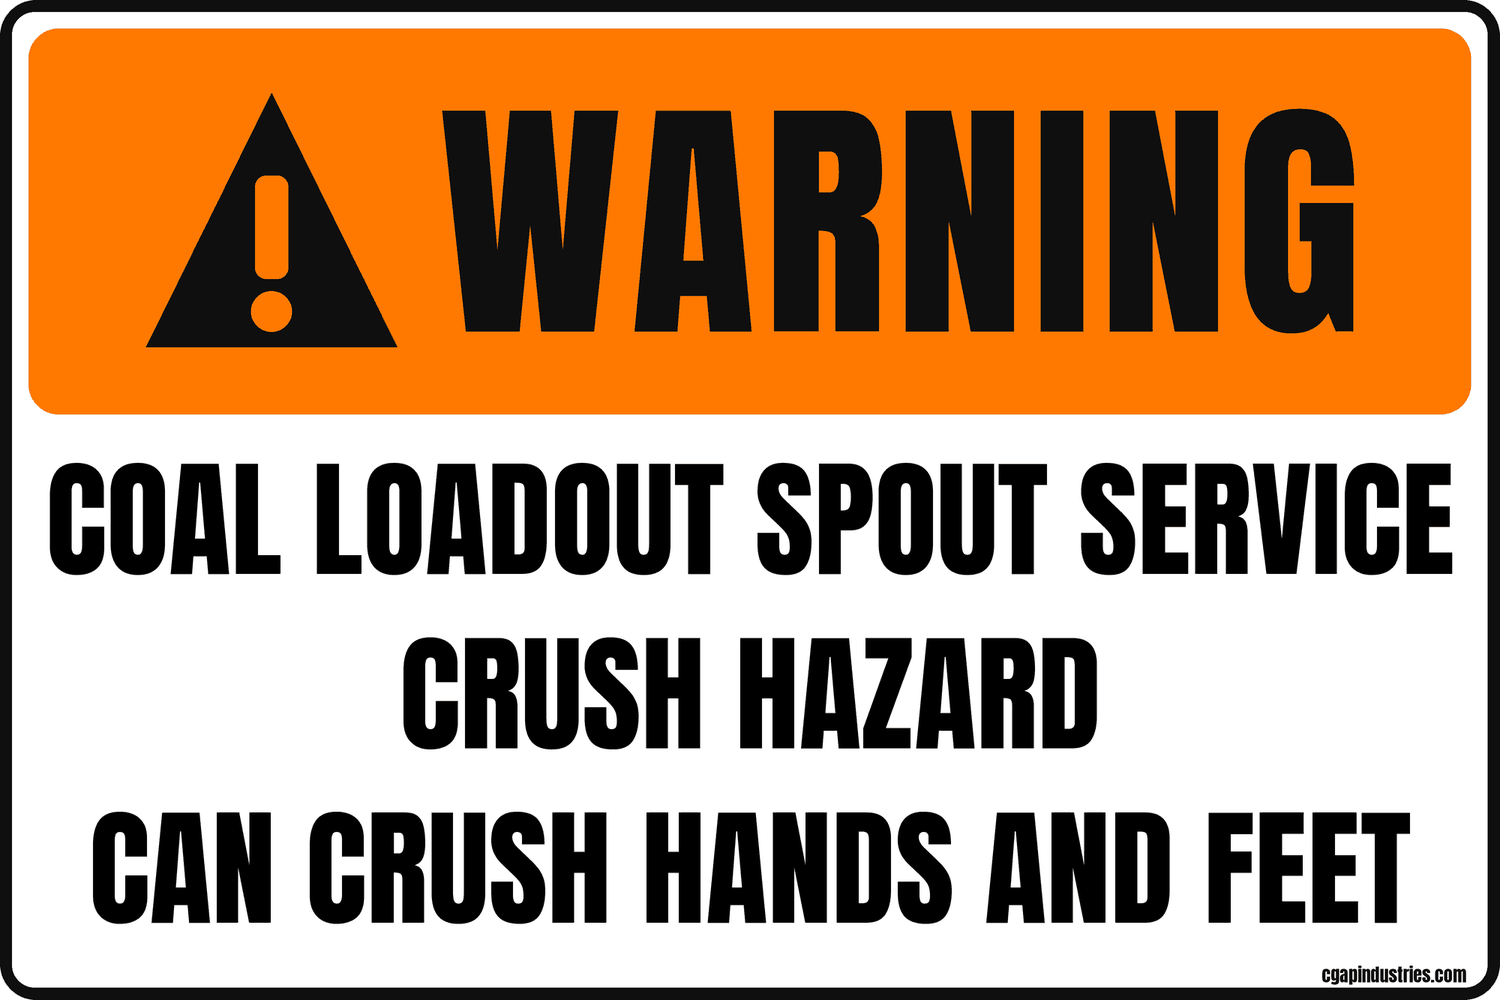 WARNING
COAL LOADOUT SPOUT SERVICE
CRUSH HAZARD
CAN CRUSH HANDS AND FEET
cgapindustries.com